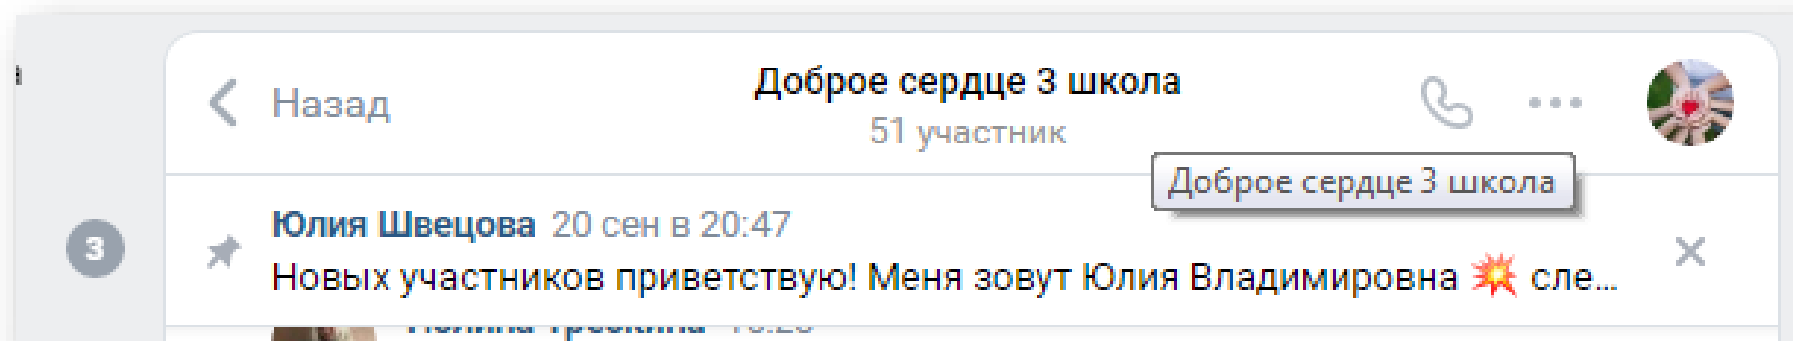 Назад
Доброе сердце 3 школа
51 участник
Доброе сердце 3 школа
3
Юлия Швецова 20 сен в 20:47
Новых участников приветствую! Меня зовут Юлия Владимировна 💥 сле...